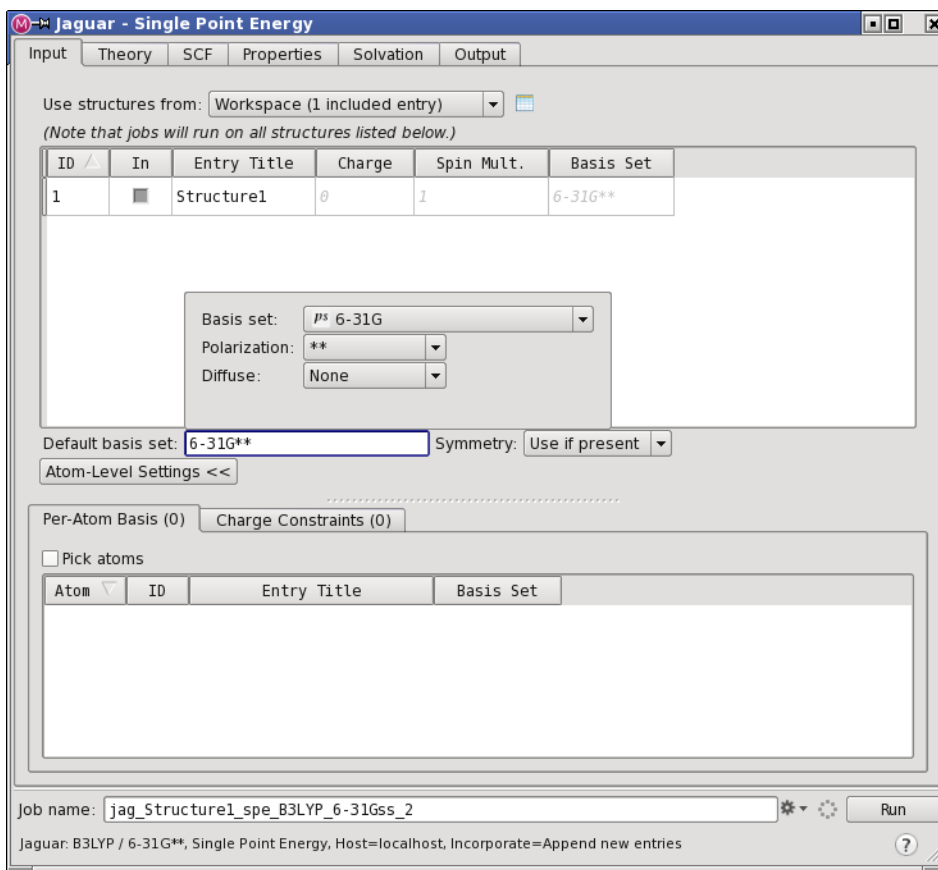 Jaguar - Single Point Energy
Input Theory SCF Properties Solvation Output
Use structures from: Workspace (1 included entry)
(Note that jobs will run on all structures listed below.)
ID In Entry Title Charge Spin Mult. Basis Set
1 Structure1 0 1 6-31G**
Basis set: ps 6-31G
Polarization: **
Diffuse: None
Default basis set: 6-31G** Symmetry: Use if present
Atom-Level Settings <<
Per-Atom Basis (0) Charge Constraints (0)
Pick atoms
Atom ID Entry Title Basis Set
Job name: jag_Structure1_spe_B3LYP_6-31Gss_2 Run
Jaguar: B3LYP / 6-31G**, Single Point Energy, Host=localhost, Incorporate=Append new entries ?